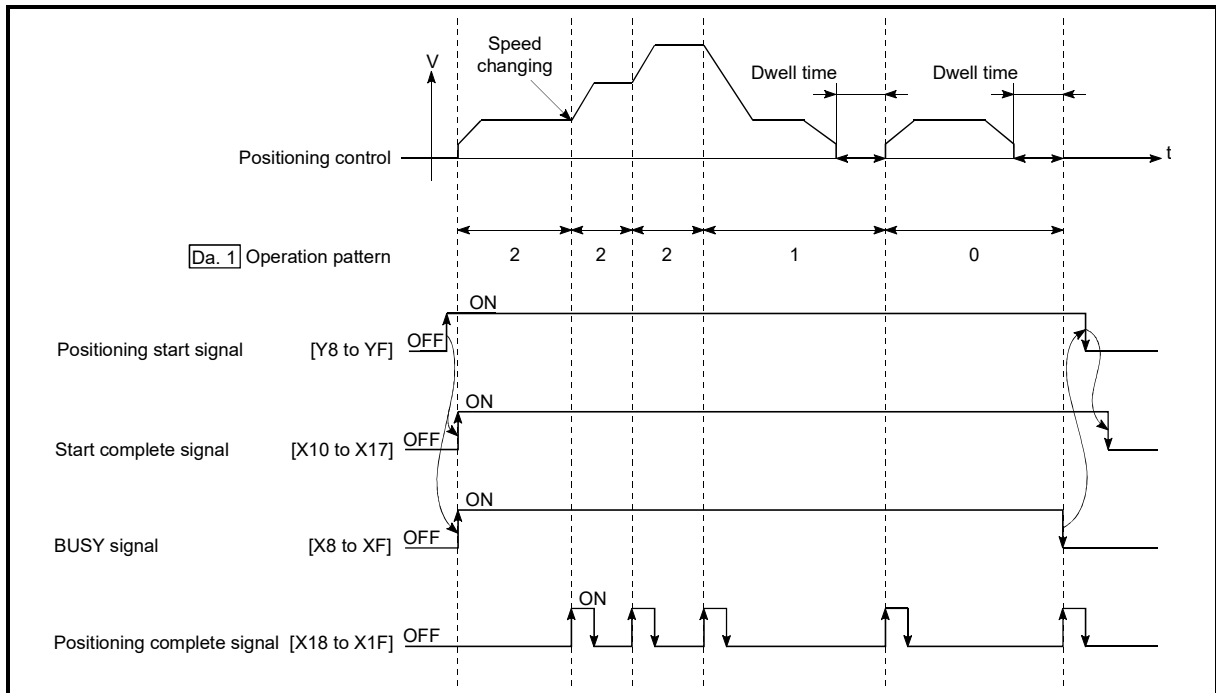 Speed
changing
V
Dwell time
Dwell time
Positioning control
t
Da. 1 Operation pattern
2
2
2
1
0
ON
Positioning start signal [Y8 to YF] OFF
ON
Start complete signal [X10 to X17] OFF
ON
BUSY signal [X8 to XF] OFF
ON
Positioning complete signal [X18 to X1F] OFF